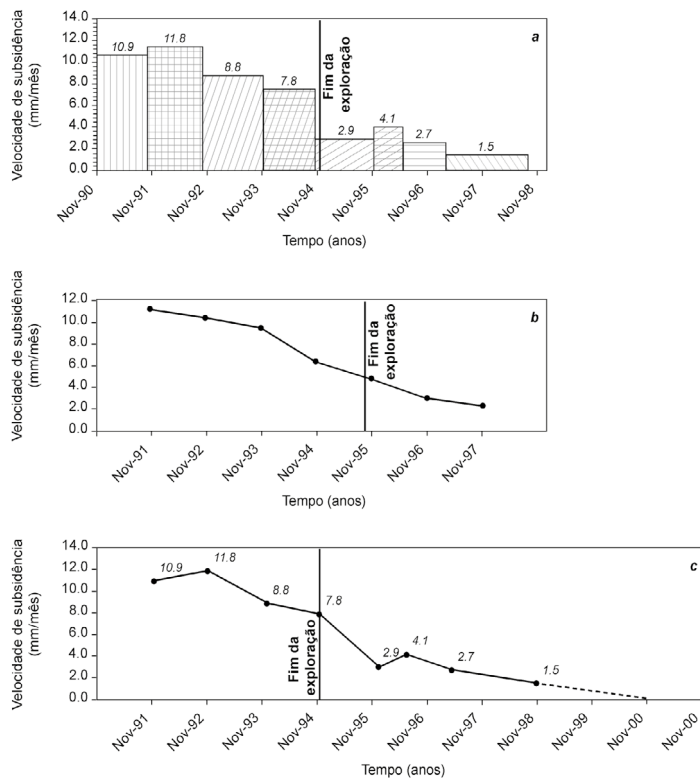 Velocidade de subsidência
(mm/mês)
14.0
12.0
10.0
8.0
6.0
4.0
2.0
0.0
10.9
11.8
8.8
7.8
2.9
4.1
2.7
1.5
Fim da
exploração
a
Nov-90
Nov-91
Nov-92
Nov-93
Nov-94
Nov-95
Nov-96
Nov-97
Nov-98
Tempo (anos)
Velocidade de subsidência
(mm/mês)
12.0
10.0
8.0
6.0
4.0
2.0
0.0
Fim da
exploração
b
Nov-91
Nov-92
Nov-93
Nov-94
Nov-95
Nov-96
Nov-97
Tempo (anos)
Velocidade de subsidência
(mm/mês)
14.0
12.0
10.0
8.0
6.0
4.0
2.0
0.0
10.9
11.8
8.8
7.8
2.9
4.1
2.7
1.5
Fim da
exploração
c
Nov-91
Nov-92
Nov-93
Nov-94
Nov-95
Nov-96
Nov-97
Nov-98
Nov-99
Nov-00
Nov-00
Tempo (anos)